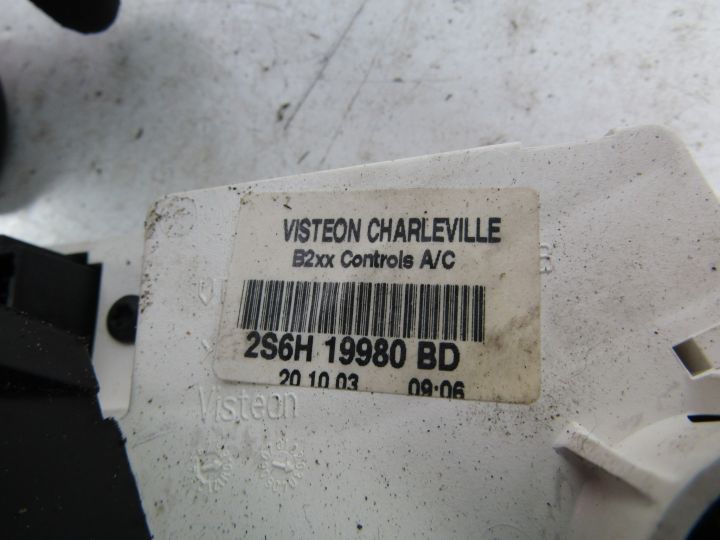 VISTEON CHARLEVILLE
B2xx Controls A/C
2S6H 19980 BD
20 10 03 09:06
Visteon